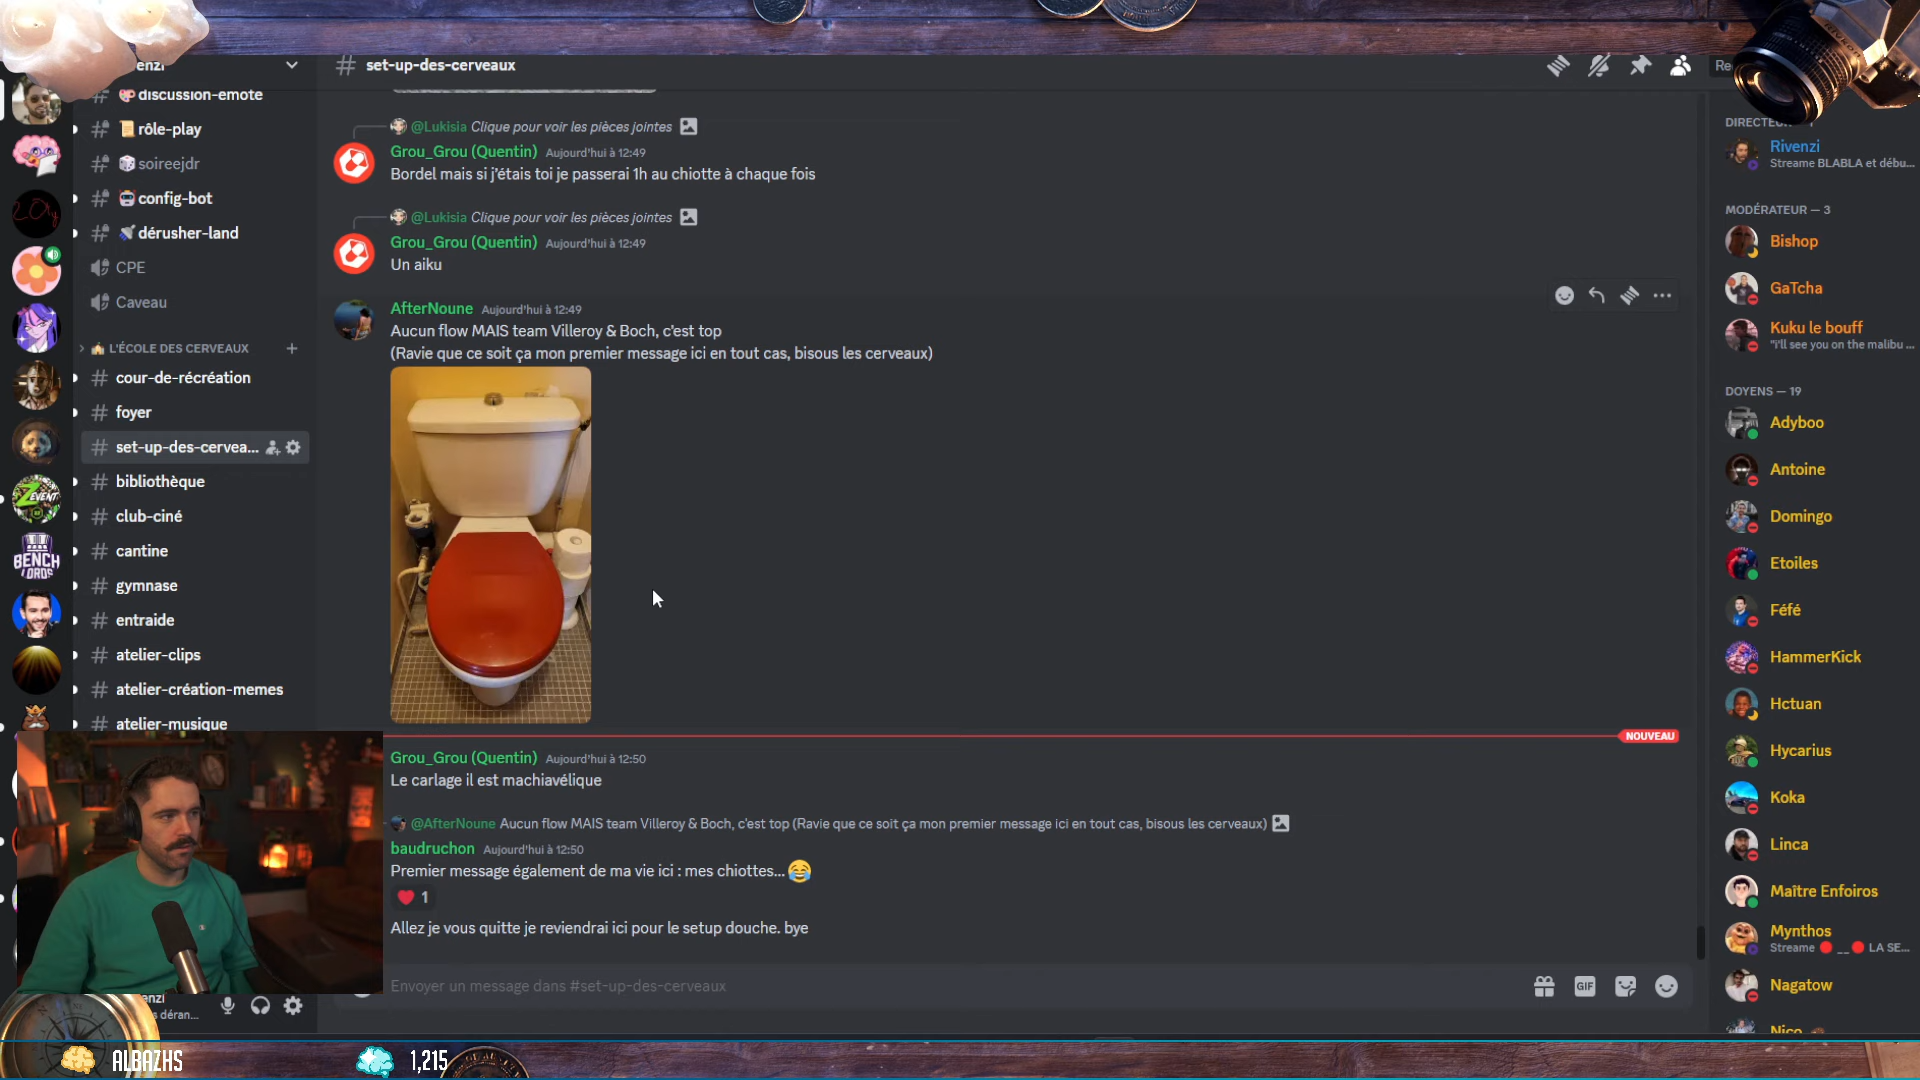 enzi
discussion-emote
rôle-play
soireejdr
config-bot
dérusher-land
CPE
Caveau
L'ÉCOLE DES CERVEAUX
cour-de-récréation
foyer
set-up-des-cervea...
bibliothèque
club-ciné
cantine
gymnase
entraide
atelier-clips
atelier-création-memes
atelier-musique
ZEVENT
BENCH LORDS
enzi
s déran...
set-up-des-cerveaux
Re
@Lukisia Clique pour voir les pièces jointes
Grou_Grou (Quentin) Aujourd'hui à 12:49
Bordel mais si j'étais toi je passerai 1h au chiotte à chaque fois
@Lukisia Clique pour voir les pièces jointes
Grou_Grou (Quentin) Aujourd'hui à 12:49
Un aiku
AfterNoune Aujourd'hui à 12:49
Aucun flow MAIS team Villeroy & Boch, c'est top
(Ravie que ce soit ça mon premier message ici en tout cas, bisous les cerveaux)
NOUVEAU
Grou_Grou (Quentin) Aujourd'hui à 12:50
Le carlage il est machiavélique
@AfterNoune Aucun flow MAIS team Villeroy & Boch, c'est top (Ravie que ce soit ça mon premier message ici en tout cas, bisous les cerveaux)
baudruchon Aujourd'hui à 12:50
Premier message également de ma vie ici : mes chiottes...
1
Allez je vous quitte je reviendrai ici pour le setup douche. bye
Envoyer un message dans #set-up-des-cerveaux
GIF
Rivenzi
Streame BLABLA et débu...
MODÉRATEUR — 3
Bishop
GaTcha
Kuku le bouff
"i'll see you on the malibu ...
DOYENS — 19
Adyboo
Antoine
Domingo
Etoiles
Féfé
HammerKick
Hctuan
Hycarius
Koka
Linca
Maître Enfoiros
Mynthos
Streame 🔴 __🔴 LA SE...
Nagatow
Nico
ALBAZHS
1,215